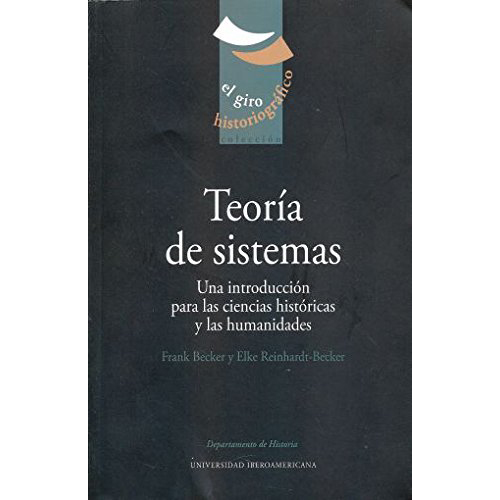 el giro
historiográfico
colección
Teoría
de sistemas
Una introducción
para las ciencias históricas
y las humanidades
Frank Becker y Elke Reinhardt-Becker
Departamento de Historia
UNIVERSIDAD IBEROAMERICANA